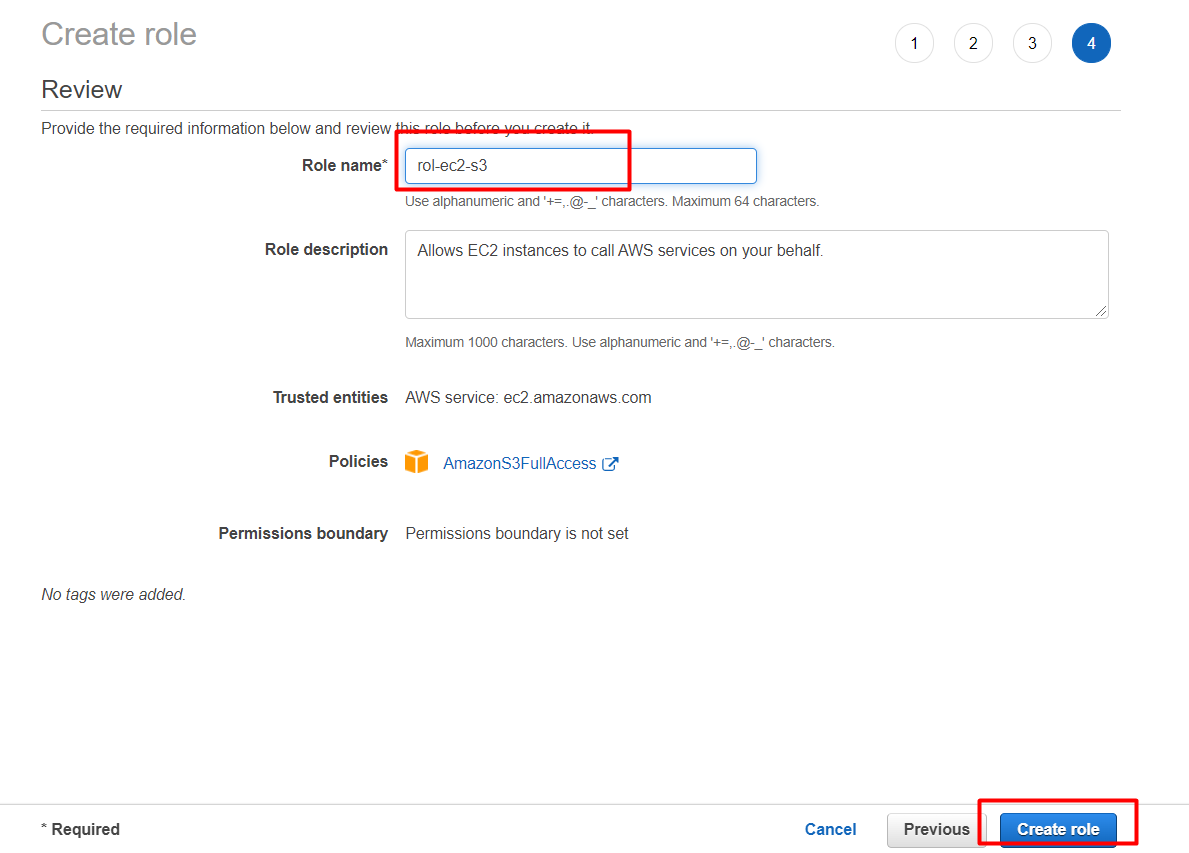 Create role
1 2 3 4
Review
Provide the required information below and review this role before you create it.
Role name* rol-ec2-s3
Use alphanumeric and '+=,.@-_' characters. Maximum 64 characters.
Role description Allows EC2 instances to call AWS services on your behalf.
Maximum 1000 characters. Use alphanumeric and '+=,.@-_' characters.
Trusted entities AWS service: ec2.amazonaws.com
Policies AmazonS3FullAccess
Permissions boundary Permissions boundary is not set
No tags were added.
* Required Cancel Previous Create role